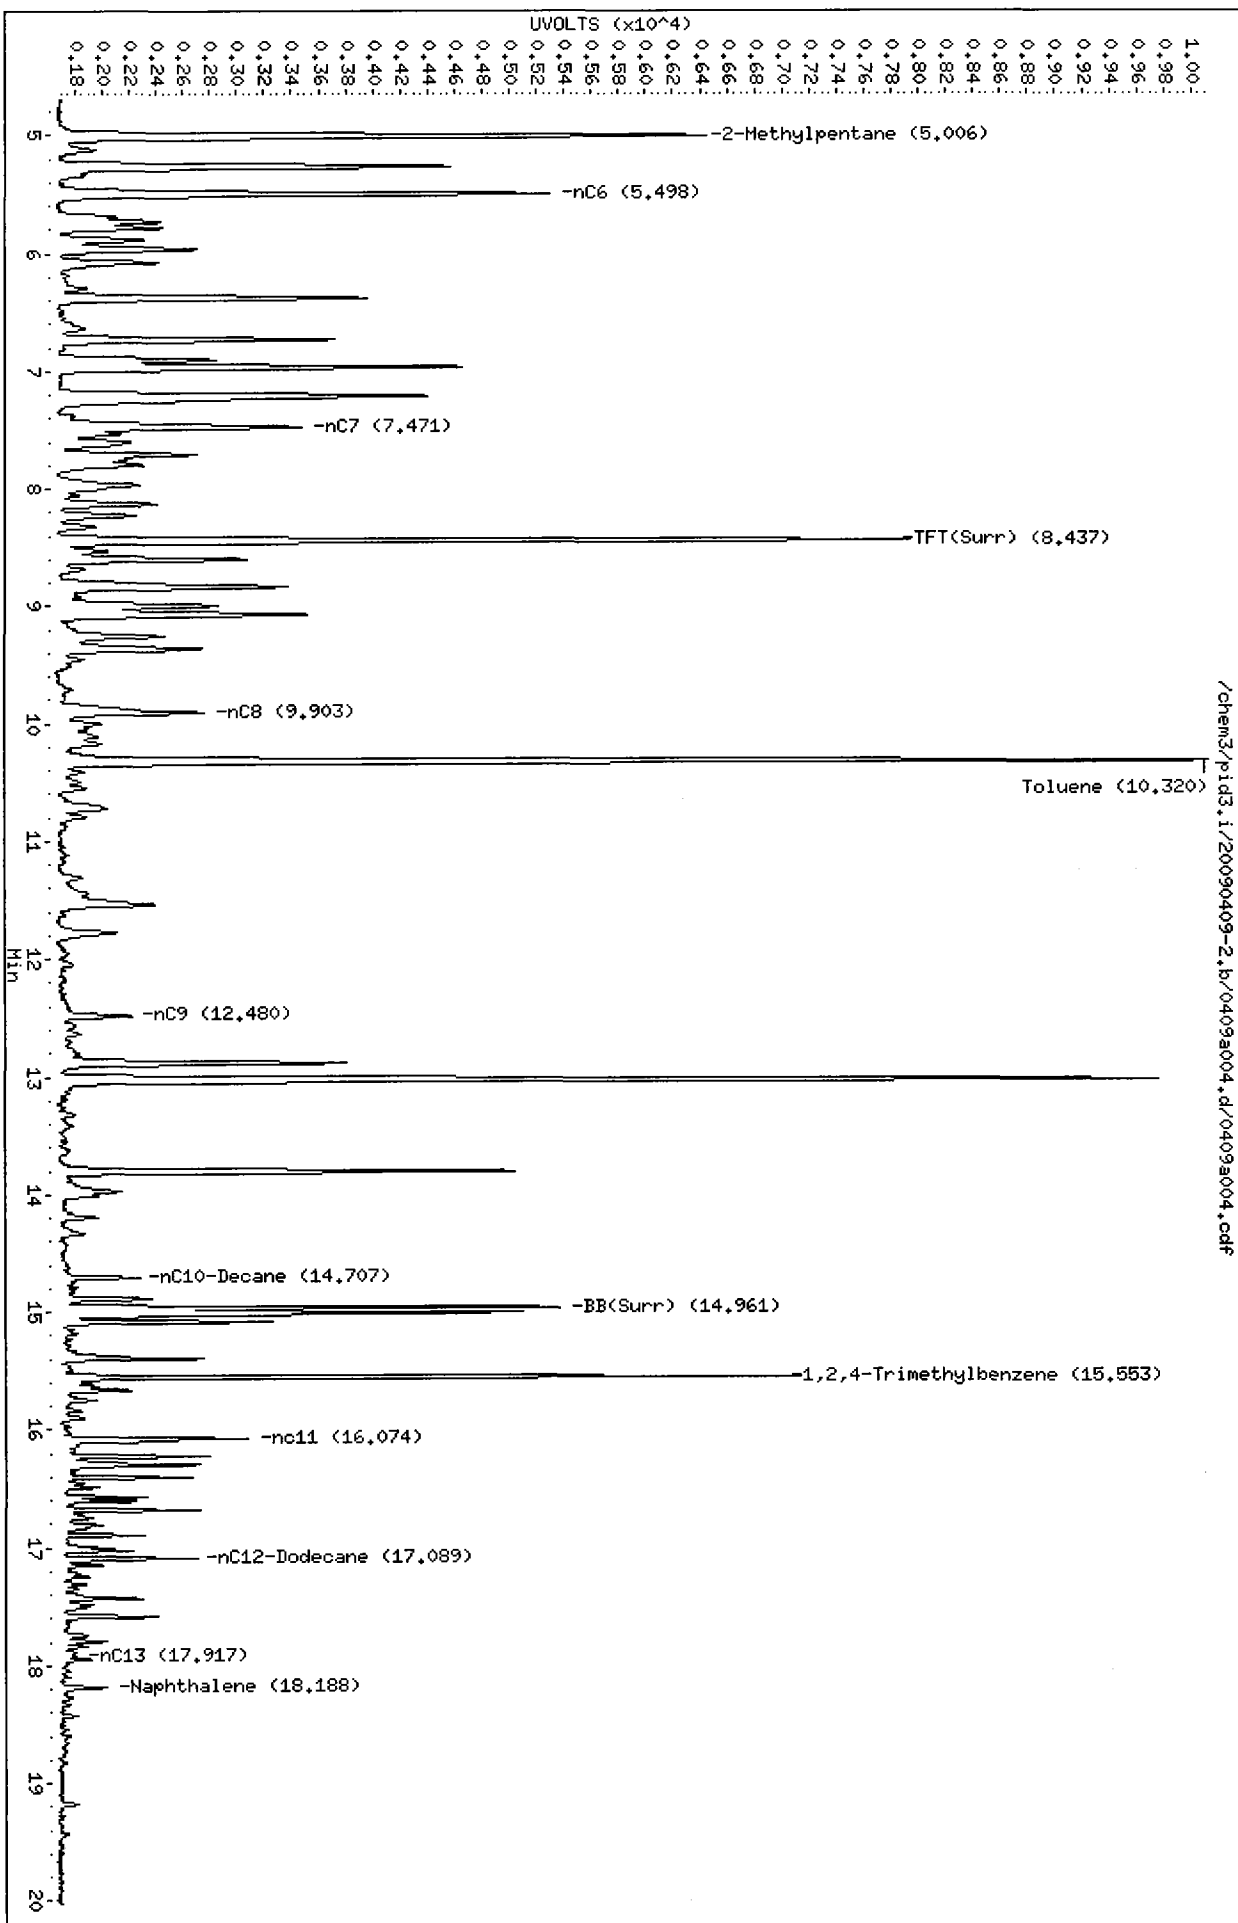 /chem3/pid3.i/20090409-2.b/0409a004.d/0409a004.cdf
UVOLTS (x10^4)
1.00
0.98
0.96
0.94
0.92
0.90
0.88
0.86
0.84
0.82
0.80
0.78
0.76
0.74
0.72
0.70
0.68
0.66
0.64
0.62
0.60
0.58
0.56
0.54
0.52
0.50
0.48
0.46
0.44
0.42
0.40
0.38
0.36
0.34
0.32
0.30
0.28
0.26
0.24
0.22
0.20
0.18
-2-Methylpentane (5.006)
-nC6 (5.498)
-nC7 (7.471)
TFT(Surr) (8.437)
-nC8 (9.903)
Toluene (10.320)
-nC9 (12.480)
-nC10-Decane (14.707)
-BB(Surr) (14.961)
-1,2,4-Trimethylbenzene (15.553)
-nc11 (16.074)
-nC12-Dodecane (17.089)
-nC13 (17.917)
-Naphthalene (18.188)
5 6 7 8 9 10 11 12 13 14 15 16 17 18 19 20
Min